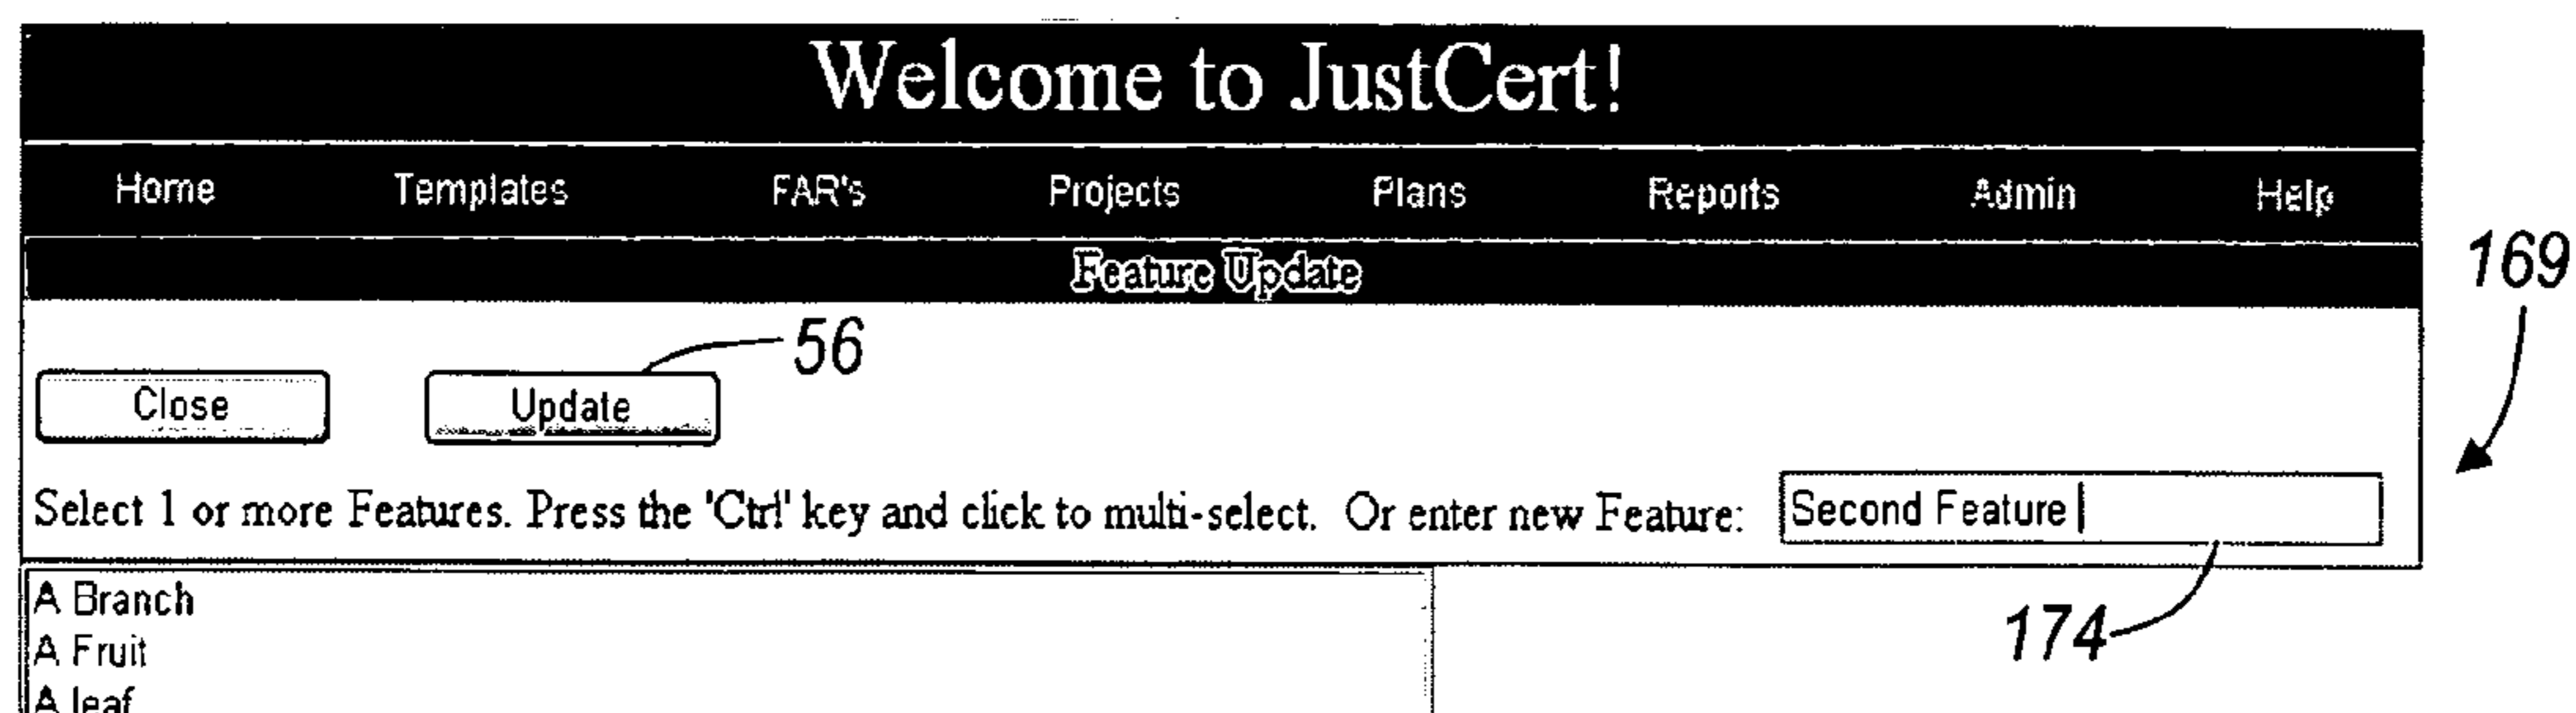 Welcome to JustCert!
Home Templates FAR's Projects Plans Reports Admin Help
Feature Update
169
56
Close Update
Select 1 or more Features. Press the 'Ctrl' key and click to multi-select. Or enter new Feature: Second Feature
A Branch
A Fruit
174
A leaf